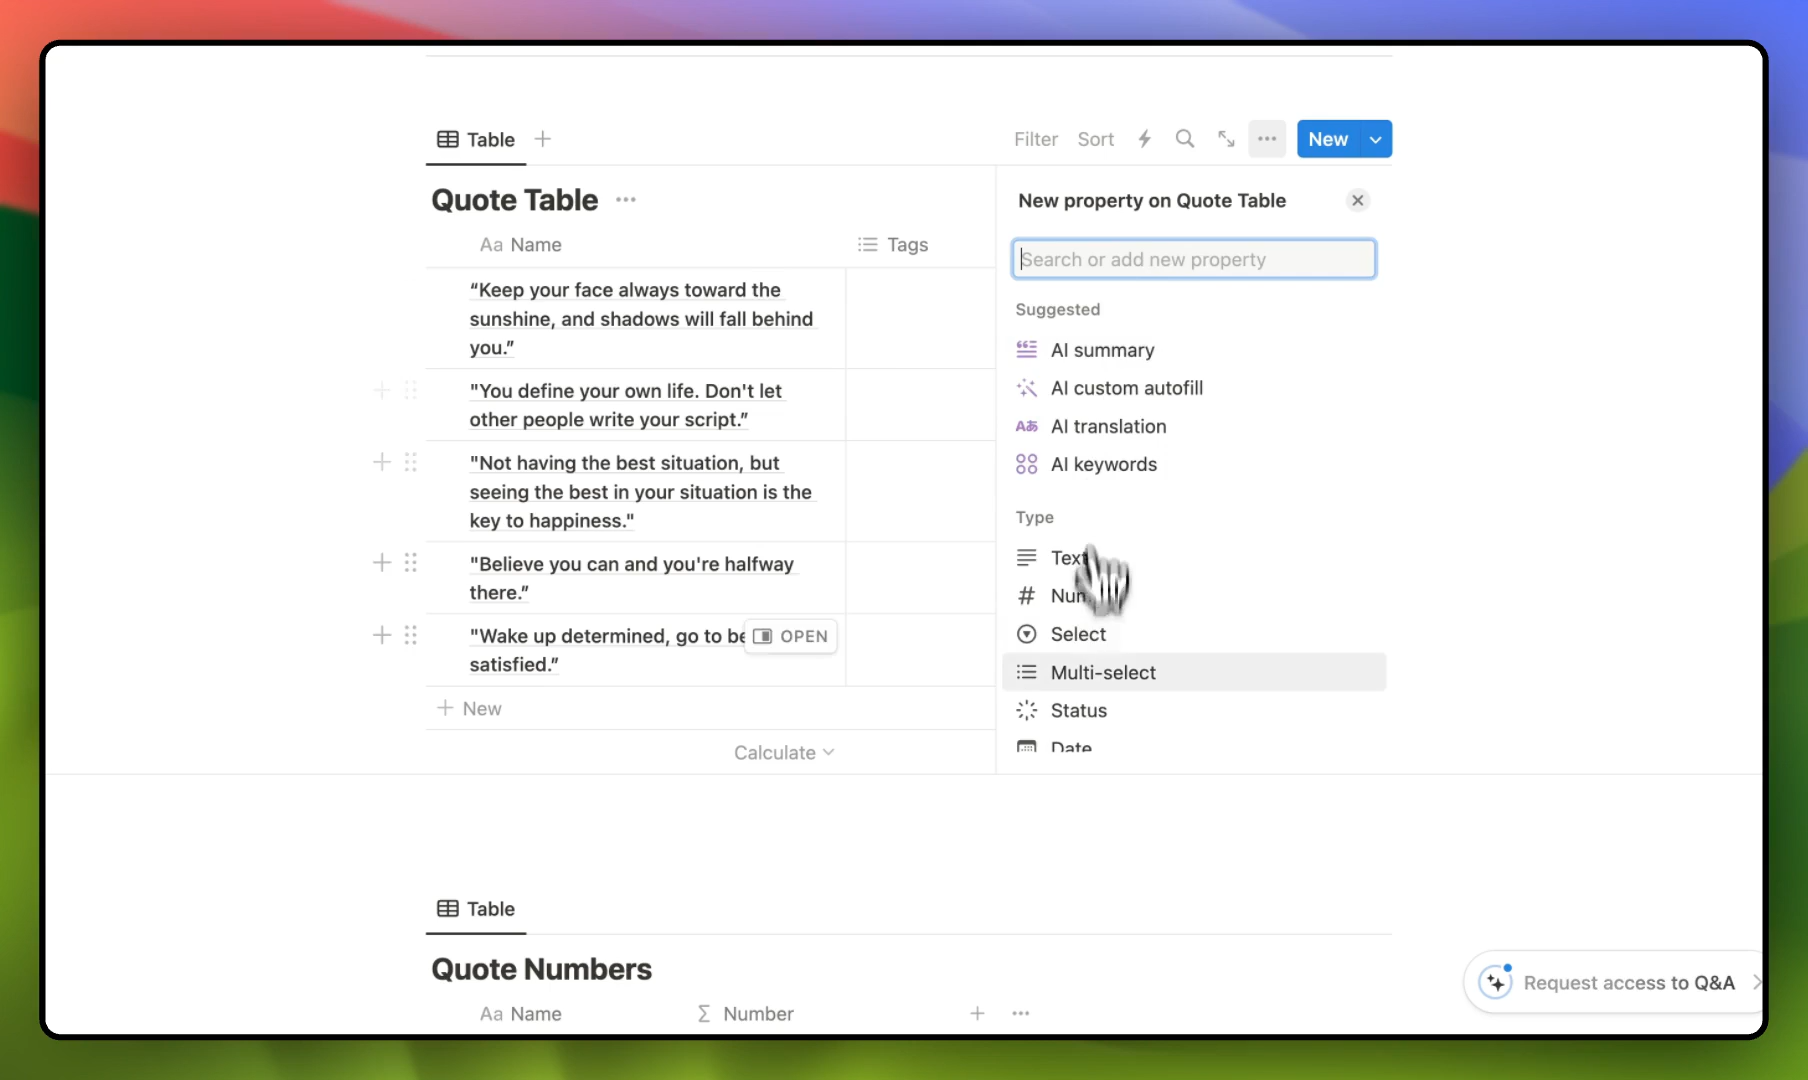 Table
Filter Sort New
Quote Table
New property on Quote Table
Aa Name Tags
Search or add new property
“Keep your face always toward the
sunshine, and shadows will fall behind
you.”
Suggested
AI summary
AI custom autofill
AI translation
AI keywords
"You define your own life. Don't let
other people write your script.”
"Not having the best situation, but
seeing the best in your situation is the
key to happiness."
Type
Text
Select
Multi-select
Status
Date
"Believe you can and you're halfway
there.”
"Wake up determined, go to be OPEN
satisfied.”
New
Calculate
Table
Quote Numbers
Aa Name Σ Number
Request access to Q&A